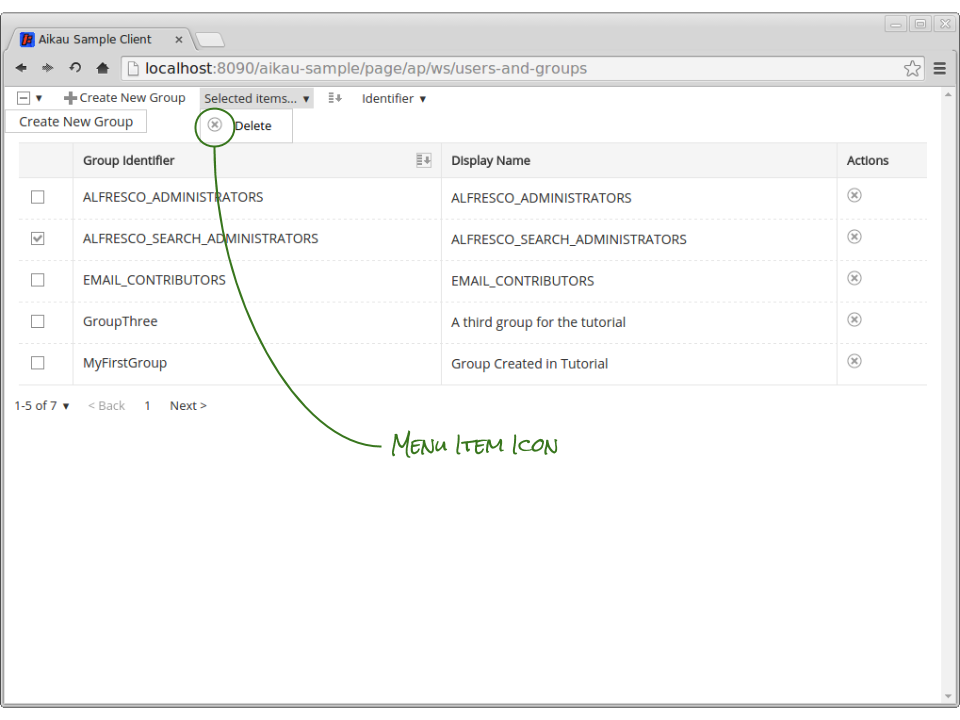 Aikau Sample Client
localhost:8090/aikau-sample/page/ap/ws/users-and-groups
Create New Group Selected items... Identifier
Create New Group Delete
Group Identifier Display Name Actions
ALFRESCO_ADMINISTRATORS ALFRESCO_ADMINISTRATORS
ALFRESCO_SEARCH_ADMINISTRATORS ALFRESCO_SEARCH_ADMINISTRATORS
EMAIL_CONTRIBUTORS EMAIL_CONTRIBUTORS
GroupThree A third group for the tutorial
MyFirstGroup Group Created in Tutorial
1-5 of 7 < Back 1 Next >
Menu Item Icon